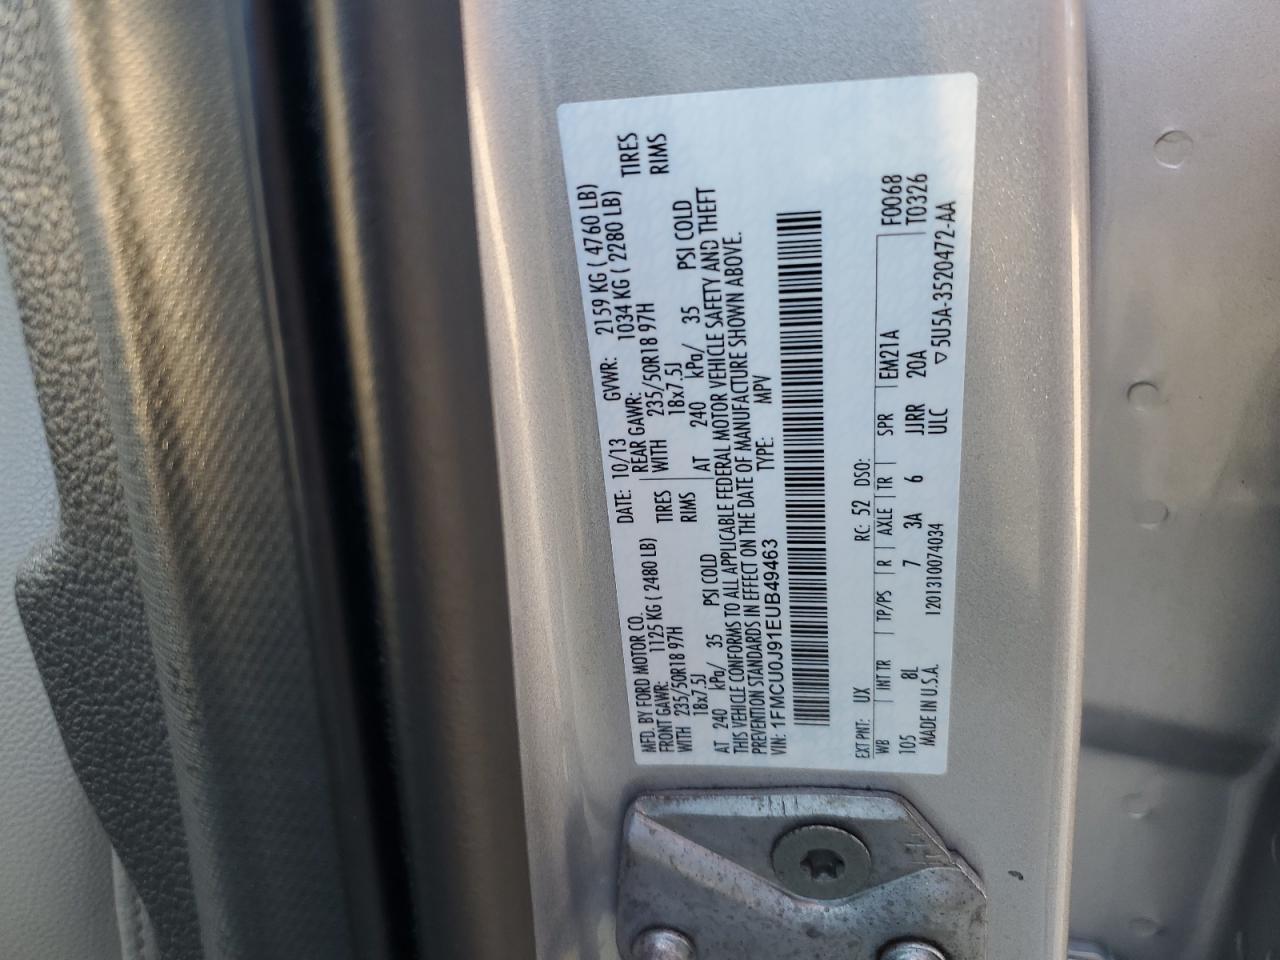 MFD. BY FORD MOTOR CO. DATE: 10/13 GVWR: 2159 KG ( 4760 LB)
FRONT GAWR: 1125 KG ( 2480 LB) REAR GAWR: 1034 KG ( 2280 LB)
WITH 235/50R18 97H TIRES WITH 235/50R18 97H TIRES
18x7.5J RIMS 18x7.5J RIMS
AT 240 kPa/ 35 PSI COLD AT 240 kPa/ 35 PSI COLD
THIS VEHICLE CONFORMS TO ALL APPLICABLE FEDERAL MOTOR VEHICLE SAFETY AND THEFT
PREVENTION STANDARDS IN EFFECT ON THE DATE OF MANUFACTURE SHOWN ABOVE.
VIN: 1FMCU0J91EUB49463 TYPE: MPV
EXT PNT: UX RC: 52 DSO:
WB INT TR TP/PS R AXLE TR SPR EM21A F0068
105 8L 7 3A 6 JJRR 20A T0326
MADE IN U.S.A. 1201310074034 ULC ▽5U5A-3520472-AA